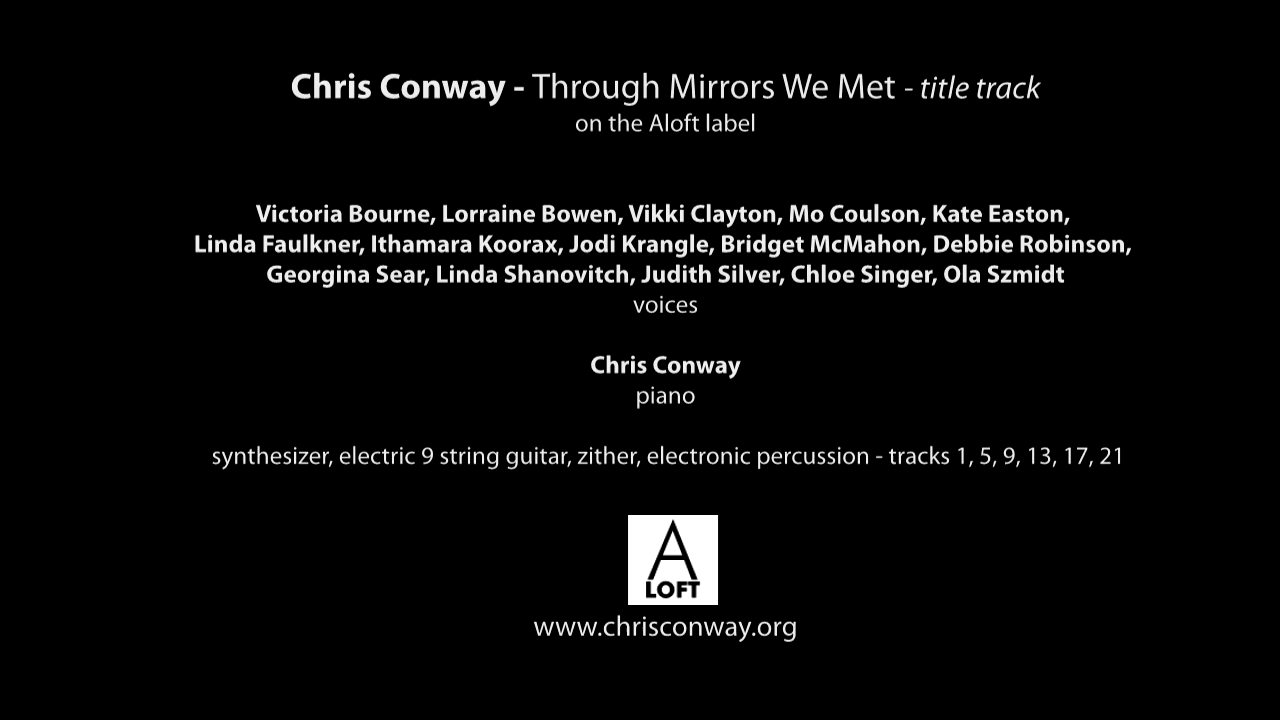 Chris Conway - Through Mirrors We Met - title track
on the Aloft label
Victoria Bourne, Lorraine Bowen, Vikki Clayton, Mo Coulson, Kate Easton,
Linda Faulkner, Ithamara Koorax, Jodi Krangle, Bridget McMahon, Debbie Robinson,
Georgina Sear, Linda Shanovitch, Judith Silver, Chloe Singer, Ola Szmidt
voices
Chris Conway
piano
synthesizer, electric 9 string guitar, zither, electronic percussion - tracks 1, 5, 9, 13, 17, 21
A
LOFT
www.chrisconway.org